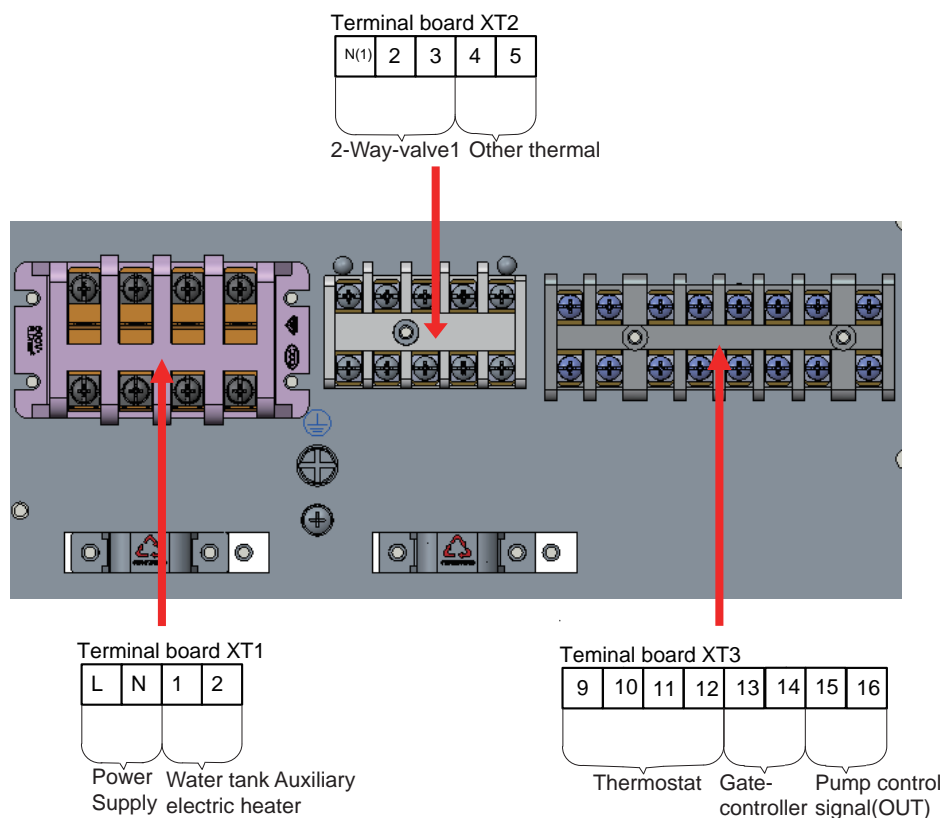 Terminal board XT2
N(1) 2 3 4 5
2-Way-valve1 Other thermal
Terminal board XT1
L N 1 2
Power Supply
Water tank Auxiliary electric heater
Teminal board XT3
9 10 11 12 13 14 15 16
Thermostat
Gate-
controller
Pump control
signal(OUT)